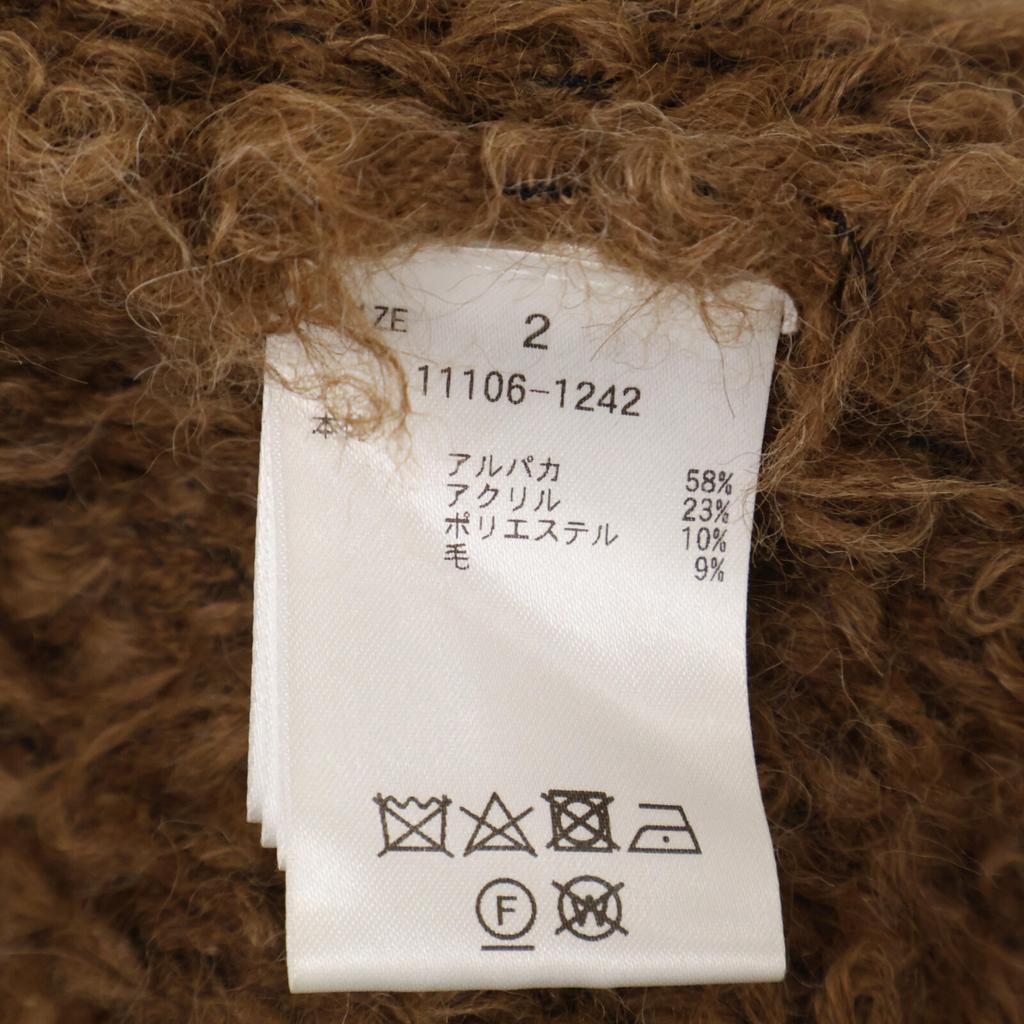 2
11106-1242
アルパカ 58%
アクリル 23%
ポリエステル 10%
毛 9%
F
W